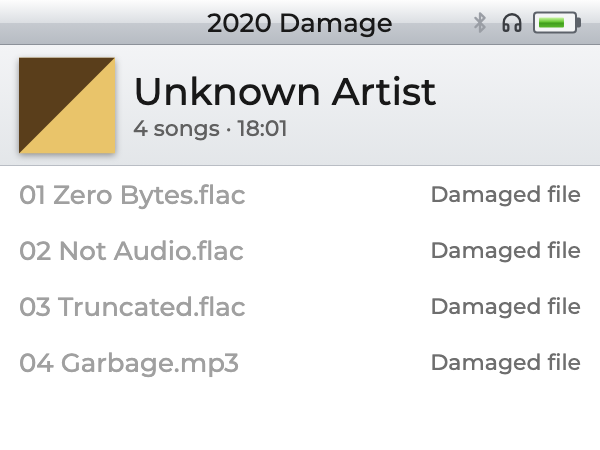 2020 Damage
Unknown Artist
4 songs · 18:01
01 Zero Bytes.flac Damaged file
02 Not Audio.flac Damaged file
03 Truncated.flac Damaged file
04 Garbage.mp3 Damaged file